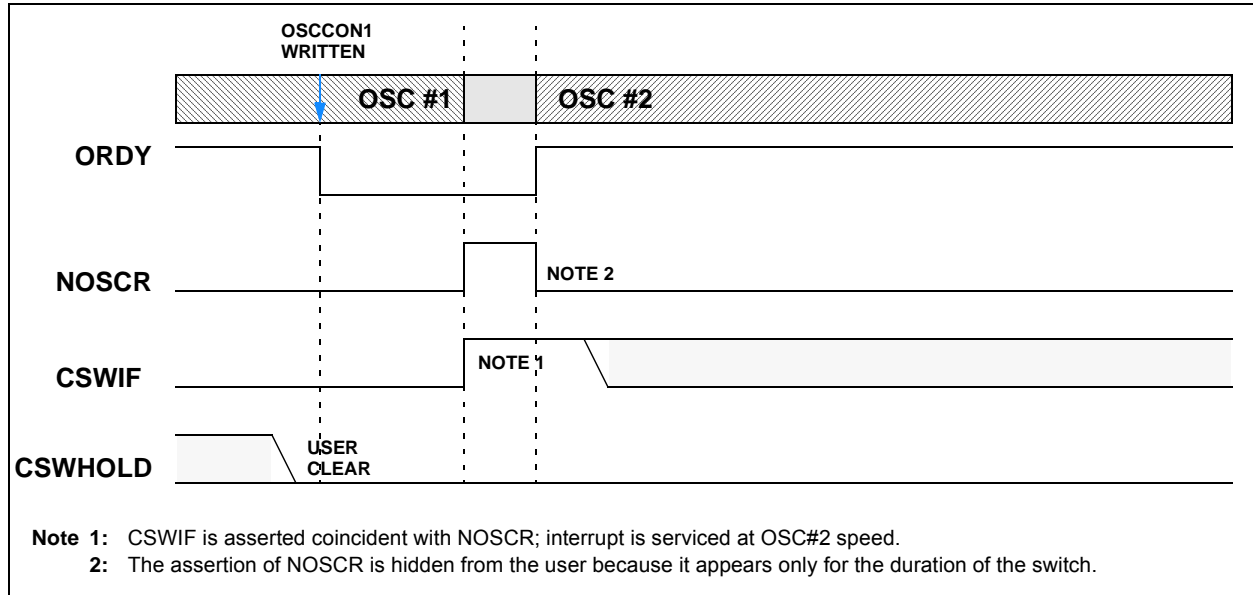 OSCCON1
WRITTEN
OSC #1
OSC #2
ORDY
NOSCR
NOTE 2
CSWIF
NOTE 1
CSWHOLD
USER
CLEAR
Note 1: CSWIF is asserted coincident with NOSCR; interrupt is serviced at OSC#2 speed.
2: The assertion of NOSCR is hidden from the user because it appears only for the duration of the switch.